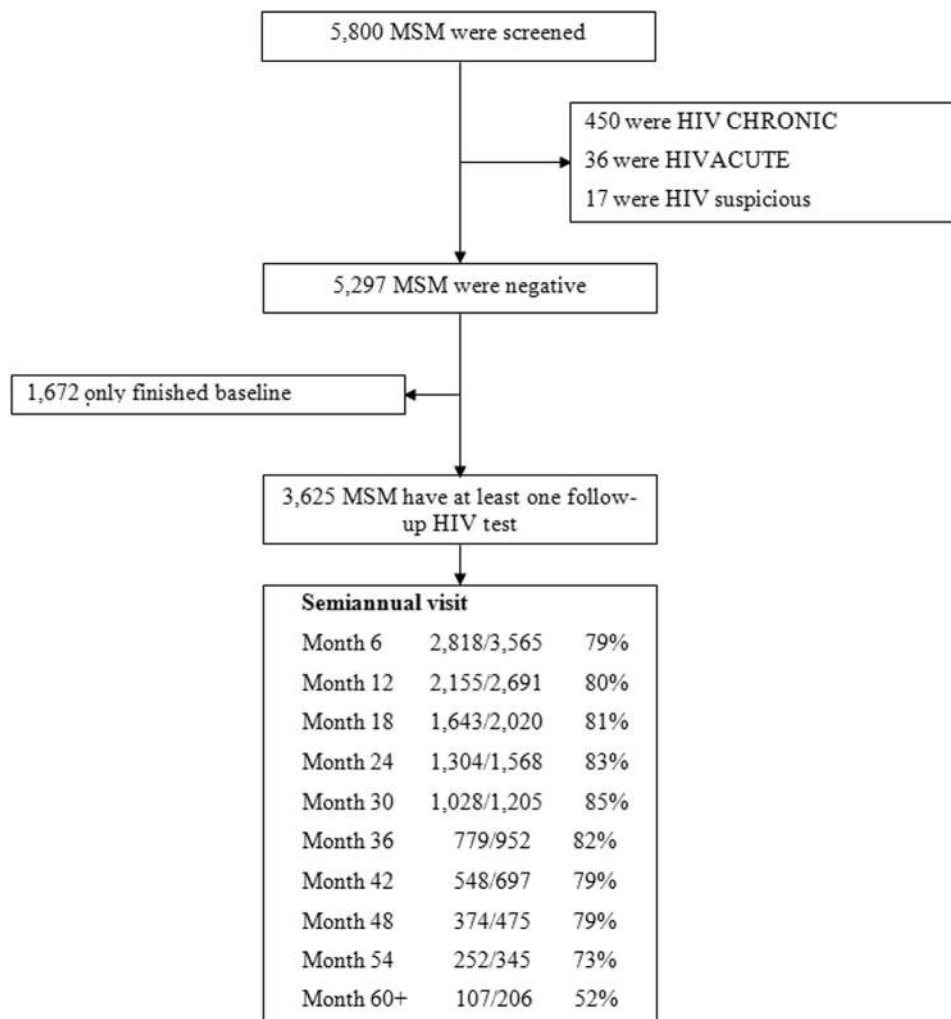 5,800 MSM were screened
450 were HIV CHRONIC
36 were HIVACUTE
17 were HIV suspicious
5,297 MSM were negative
1,672 only finished baseline
3,625 MSM have at least one follow-
up HIV test
Semiannual visit
Month 6 2,818/3,565 79%
Month 12 2,155/2,691 80%
Month 18 1,643/2,020 81%
Month 24 1,304/1,568 83%
Month 30 1,028/1,205 85%
Month 36 779/952 82%
Month 42 548/697 79%
Month 48 374/475 79%
Month 54 252/345 73%
Month 60+ 107/206 52%